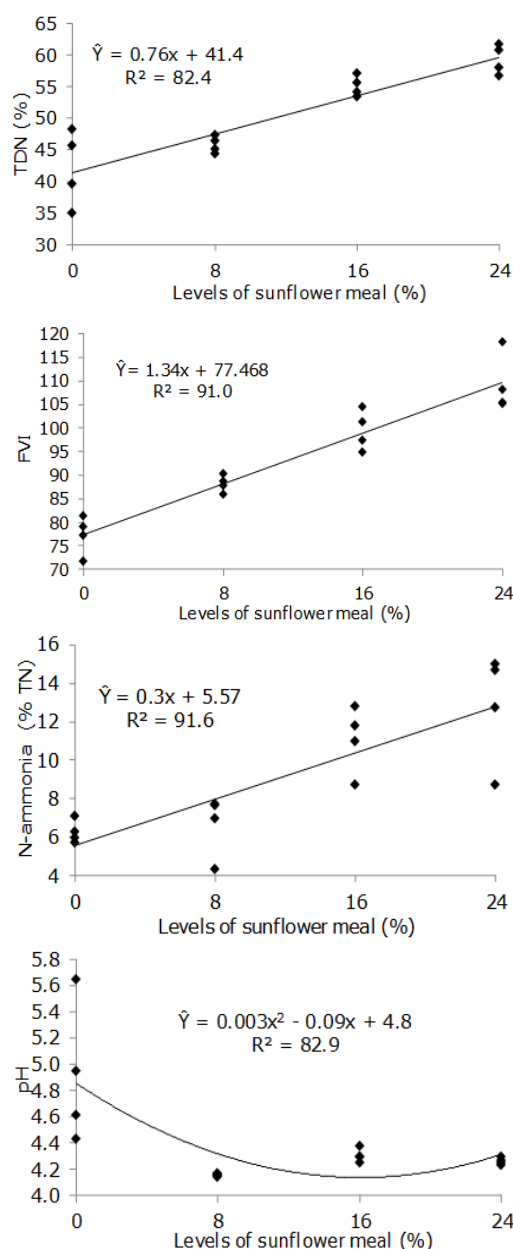 65
60
55
50
45
40
35
30
TDN (%)
Ŷ = 0.76x + 41.4
R² = 82.4
0 8 16 24
Levels of sunflower meal (%)
120
115
110
105
100
95
90
85
80
75
70
FVI
Ŷ= 1.34x + 77.468
R² = 91.0
0 8 16 24
Levels of sunflower meal (%)
16
14
12
10
8
6
4
N-ammonia (% TN)
Ŷ = 0.3x + 5.57
R² = 91.6
0 8 16 24
Levels of sunflower meal (%)
5.8
5.6
5.4
5.2
5.0
4.8
4.6
4.4
4.2
4.0
pH
Ŷ = 0.003x² - 0.09x + 4.8
R² = 82.9
0 8 16 24
Levels of sunflower meal (%)